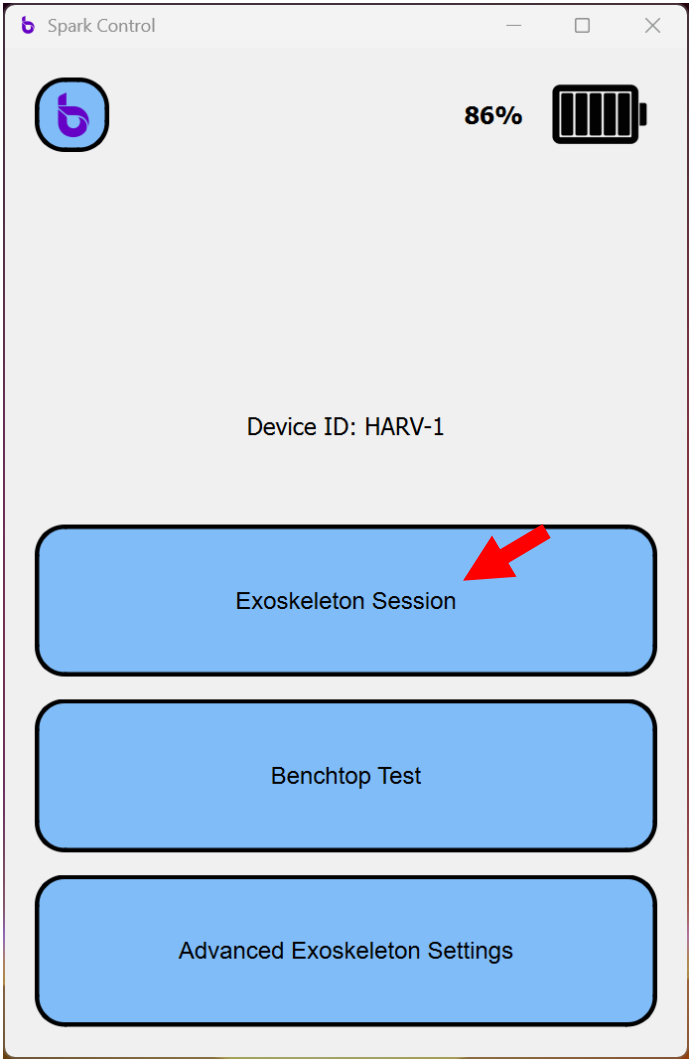 Spark Control
86%
Device ID: HARV-1
Exoskeleton Session
Benchtop Test
Advanced Exoskeleton Settings